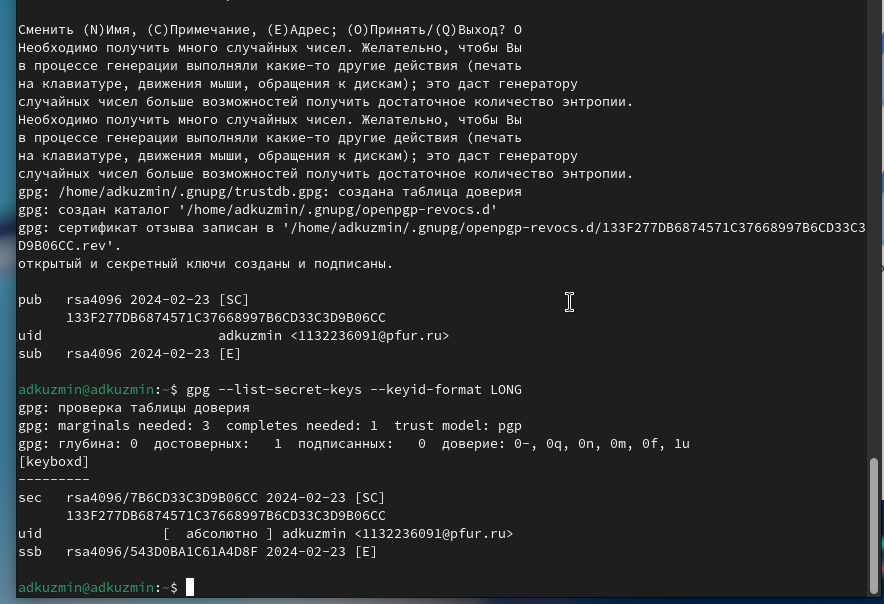 Сменить (N)Имя, (C)Примечание, (E)Адрес; (O)Принять/(Q)Выход? O
Необходимо получить много случайных чисел. Желательно, чтобы Вы
в процессе генерации выполняли какие-то другие действия (печать
на клавиатуре, движения мыши, обращения к дискам); это даст генератору
случайных чисел больше возможностей получить достаточное количество энтропии.
Необходимо получить много случайных чисел. Желательно, чтобы Вы
в процессе генерации выполняли какие-то другие действия (печать
на клавиатуре, движения мыши, обращения к дискам); это даст генератору
случайных чисел больше возможностей получить достаточное количество энтропии.
gpg: /home/adkuzmin/.gnupg/trustdb.gpg: создана таблица доверия
gpg: создан каталог '/home/adkuzmin/.gnupg/openpgp-revocs.d'
gpg: сертификат отзыва записан в '/home/adkuzmin/.gnupg/openpgp-revocs.d/133F277DB6874571C37668997B6CD33C3
D9B06CC.rev'.
открытый и секретный ключи созданы и подписаны.
pub   rsa4096 2024-02-23 [SC]
      133F277DB6874571C37668997B6CD33C3D9B06CC
uid                      adkuzmin <1132236091@pfur.ru>
sub   rsa4096 2024-02-23 [E]
adkuzmin@adkuzmin:~$ gpg --list-secret-keys --keyid-format LONG
gpg: проверка таблицы доверия
gpg: marginals needed: 3  completes needed: 1  trust model: pgp
gpg: глубина: 0  достоверных:   1  подписанных:   0  доверие: 0-, 0q, 0n, 0m, 0f, 1u
[keyboxd]
---------
sec   rsa4096/7B6CD33C3D9B06CC 2024-02-23 [SC]
      133F277DB6874571C37668997B6CD33C3D9B06CC
uid               [  абсолютно ] adkuzmin <1132236091@pfur.ru>
ssb   rsa4096/543D0BA1C61A4D8F 2024-02-23 [E]
adkuzmin@adkuzmin:~$